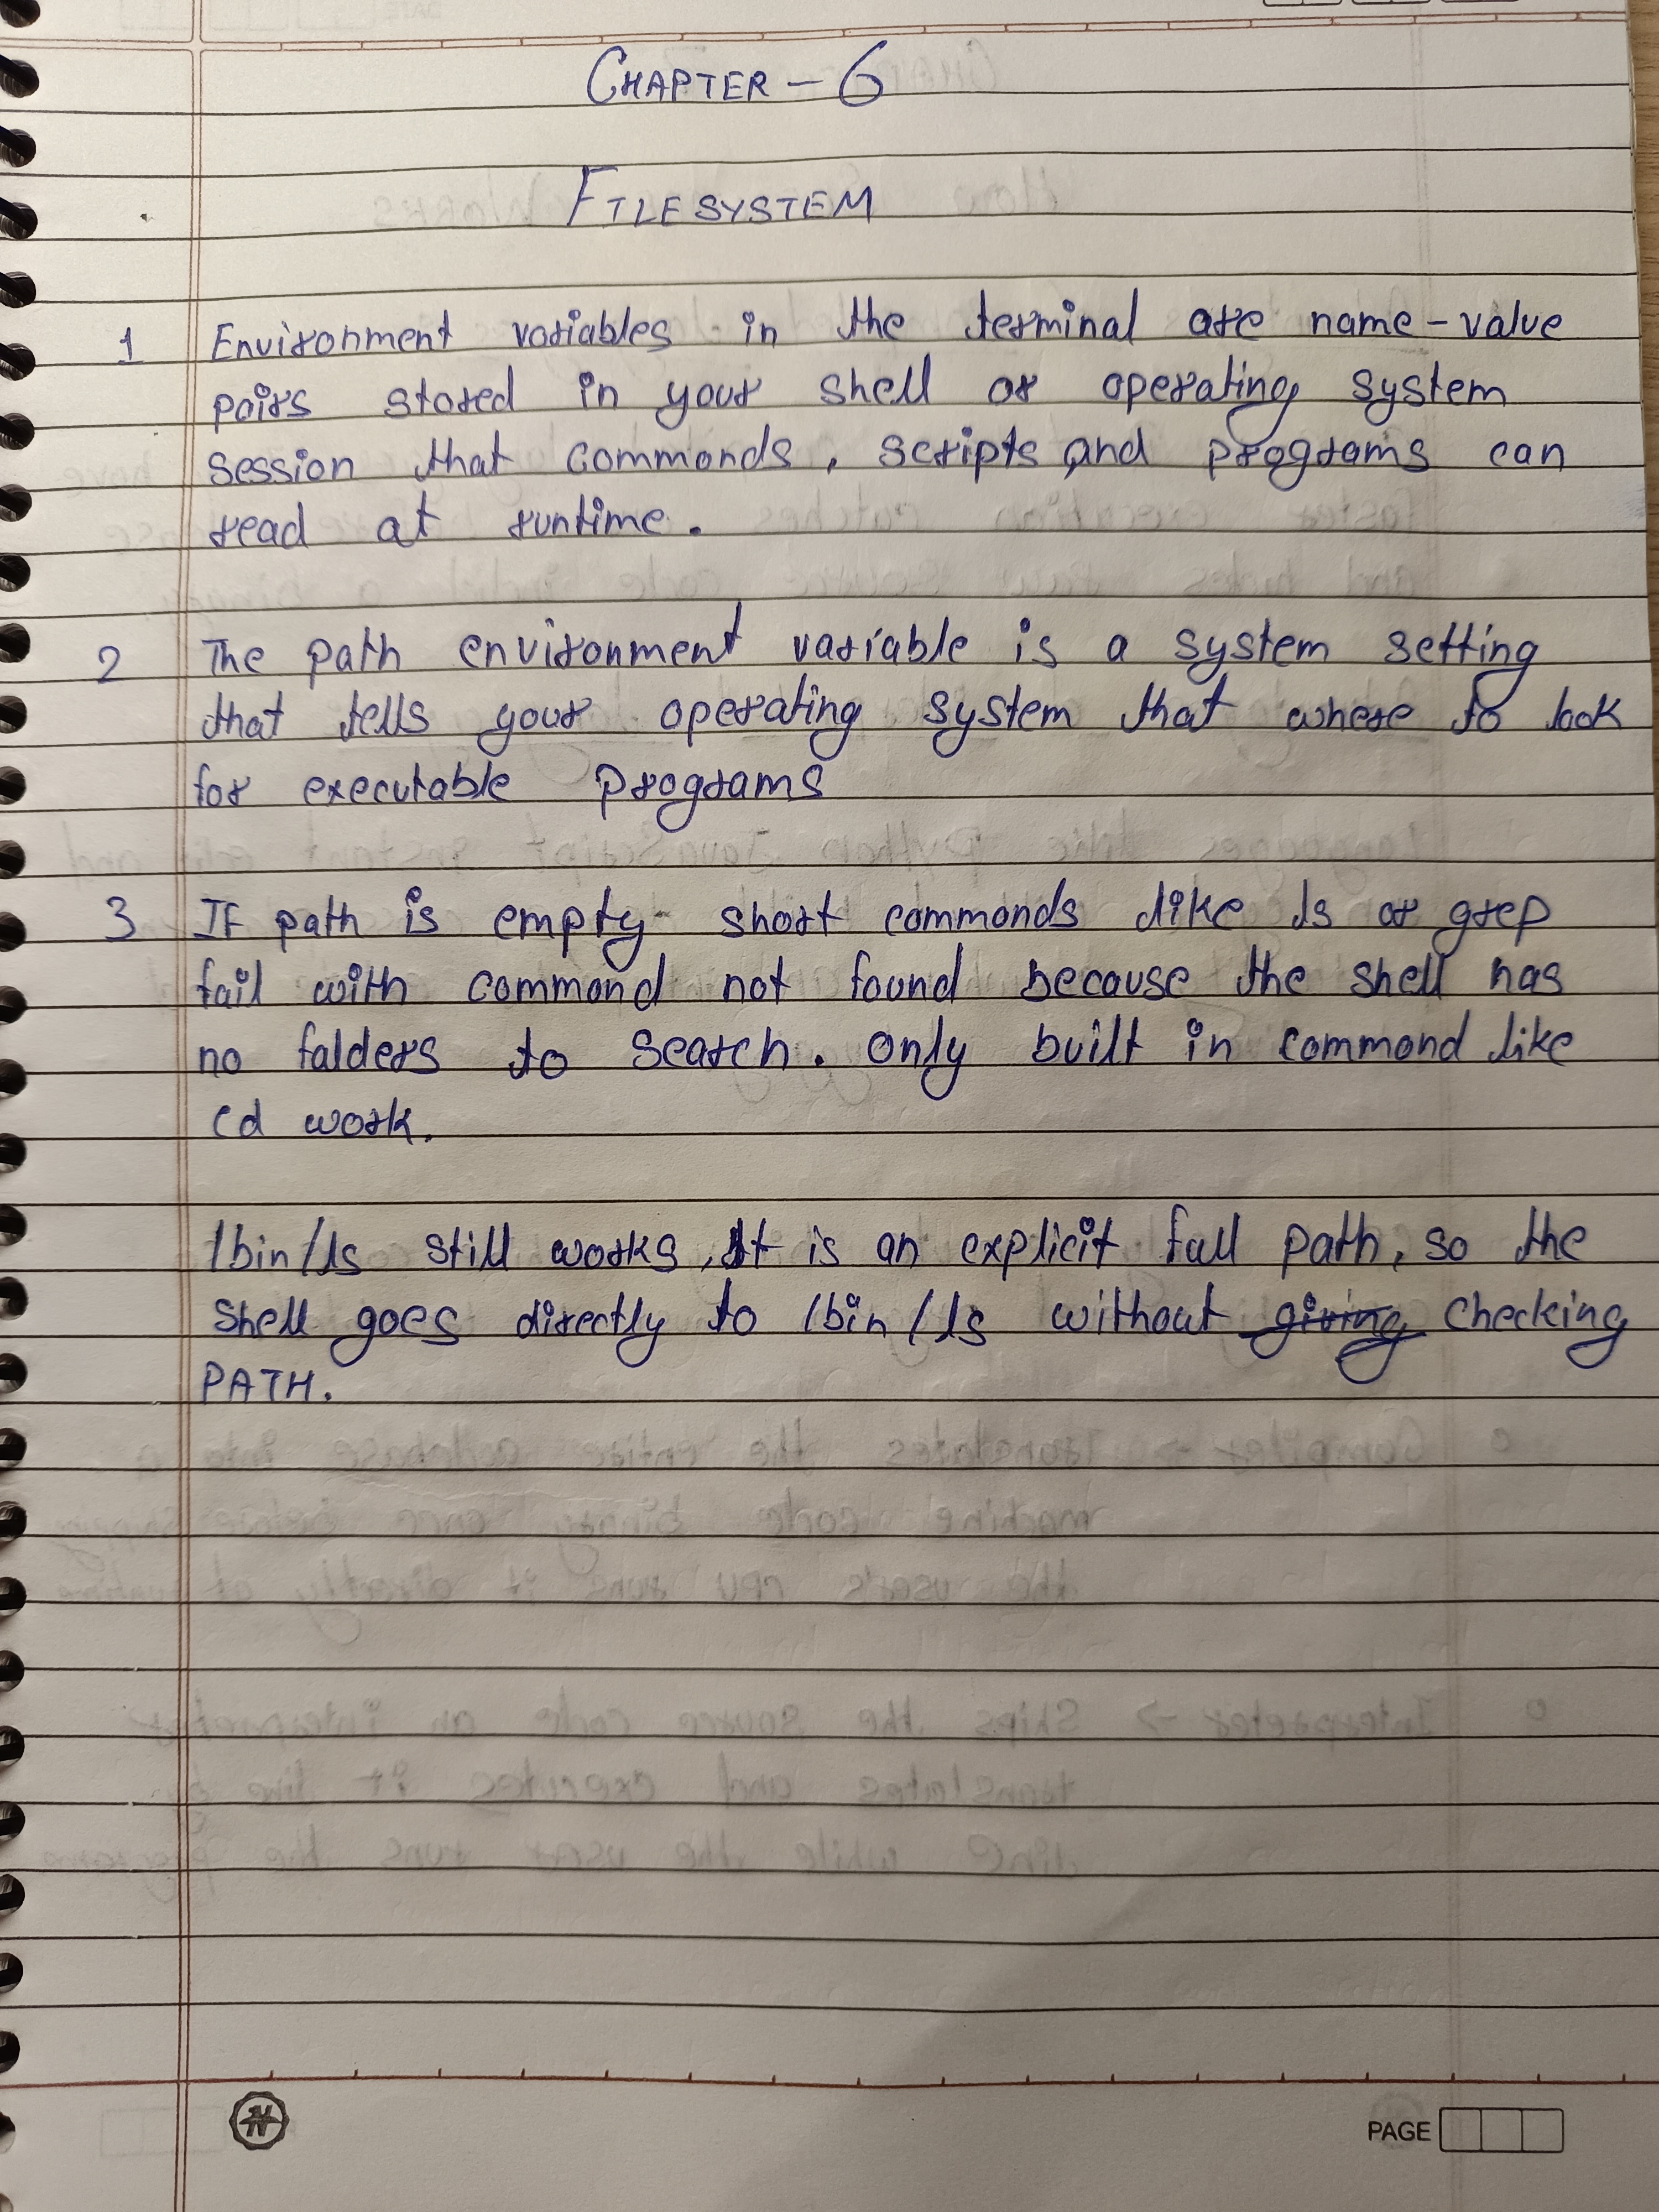 CHAPTER - 6
FILESYSTEM
1 Environment variables in the terminal are name-value
pairs stored in your shell or operating system
session that commands, scripts and programs can
read at runtime.
2 The path environment variable is a system setting
that tells your operating system that where to look
for executable programs
3 If path is empty short commands like ls or grep
fail with command not found because the shell has
no falders to search. only built in command like
cd work.
/bin/ls still works, It is an explicit full path, so the
shell goes directly to /bin/ls without giving checking
PATH.
PAGE